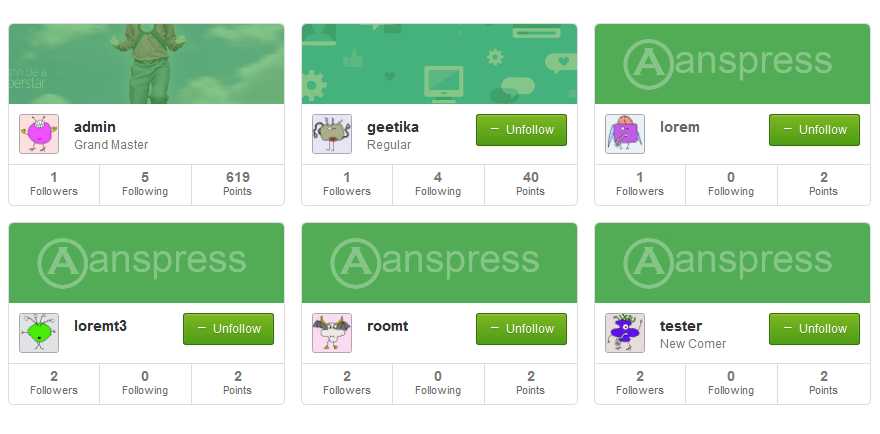 perstar
anspress
admin
Grand Master
geetika
Regular
− Unfollow
lorem
− Unfollow
1 5 619
Followers Following Points
1 4 40
Followers Following Points
1 0 2
Followers Following Points
anspress
anspress
anspress
loremt3
− Unfollow
roomt
− Unfollow
tester
New Comer
− Unfollow
2 0 2
Followers Following Points
2 0 2
Followers Following Points
2 0 2
Followers Following Points